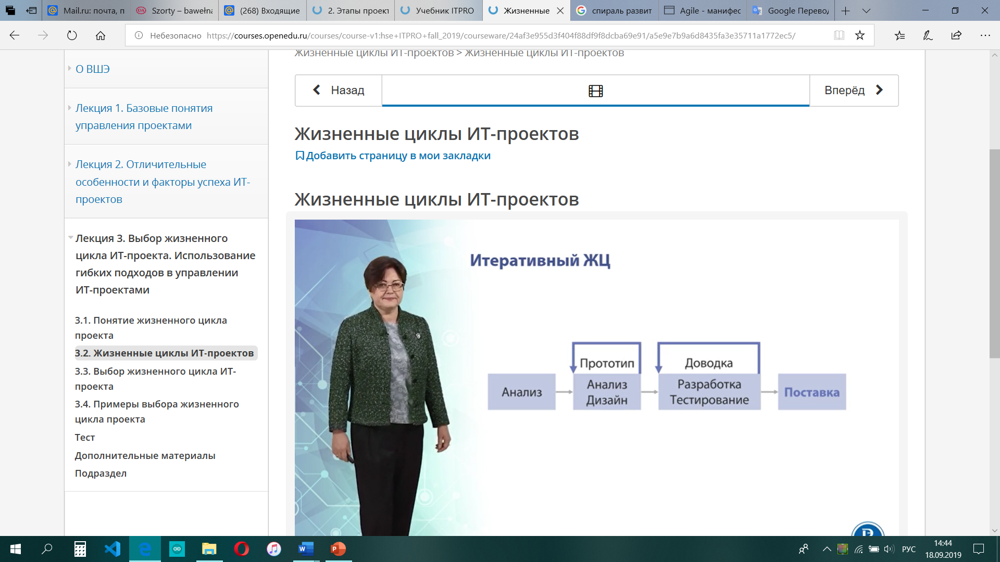 Mail.ru: почта, п
Szorty – bawełna
(268) Входящие
2. Этапы проект
Учебник ITPRO
Жизненные
спираль развит
Agile - манифес
Google Перевод
Небезопасно https://courses.openedu.ru/courses/course-v1:hse+ITPRO+fall_2019/courseware/24af3e955d3f404f88df9f8dcba69e91/a5e9e7b9a6d8435fa3e35711a1772ec5/
Жизненные циклы ИТ-проектов > Жизненные циклы ИТ-проектов
О ВШЭ
Лекция 1. Базовые понятия
управления проектами
Лекция 2. Отличительные
особенности и факторы успеха ИТ-
проектов
Лекция 3. Выбор жизненного
цикла ИТ-проекта. Использование
гибких подходов в управлении
ИТ-проектами
3.1. Понятие жизненного цикла
проекта
3.2. Жизненные циклы ИТ-проектов
3.3. Выбор жизненного цикла ИТ-
проекта
3.4. Примеры выбора жизненного
цикла проекта
Тест
Дополнительные материалы
Подраздел
Назад
Вперёд
Жизненные циклы ИТ-проектов
Добавить страницу в мои закладки
Жизненные циклы ИТ-проектов
Итеративный ЖЦ
Прототип
Доводка
Анализ
Анализ
Дизайн
Разработка
Тестирование
Поставка
РУС
14:44
18.09.2019